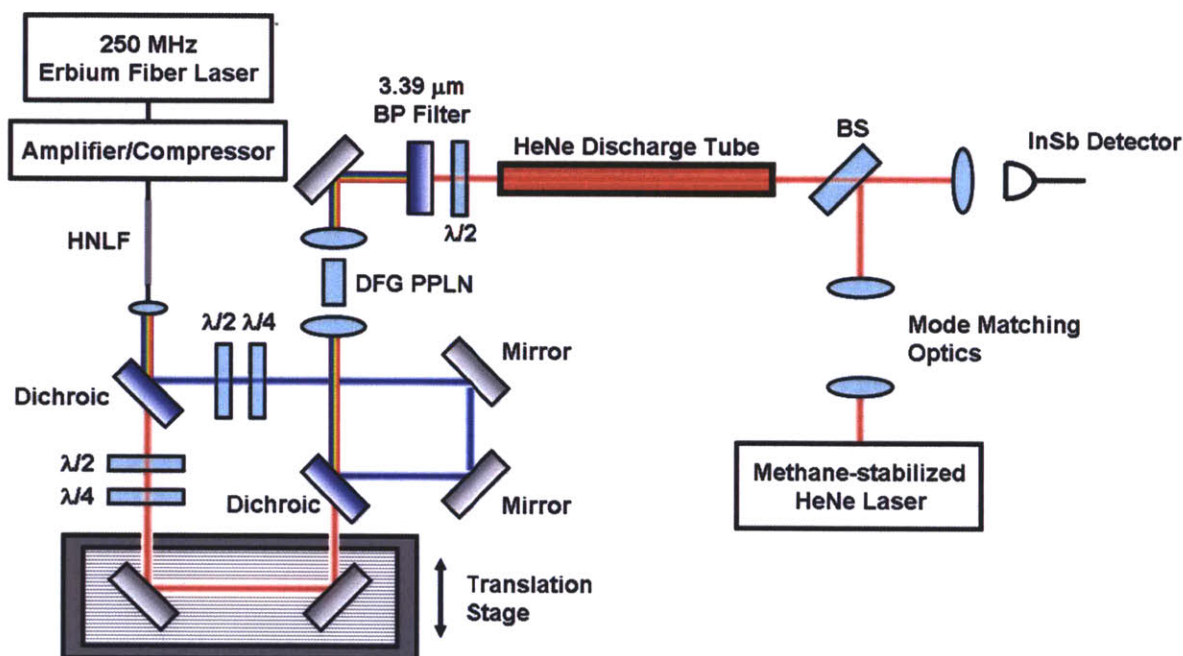 250 MHz
Erbium Fiber Laser
Amplifier/Compressor
HNLF
3.39 μm
BP Filter
λ/2
HeNe Discharge Tube
BS
InSb Detector
DFG PPLN
λ/2 λ/4
Dichroic
Mirror
Mode Matching
Optics
λ/2
λ/4
Dichroic
Mirror
Methane-stabilized
HeNe Laser
Translation
Stage